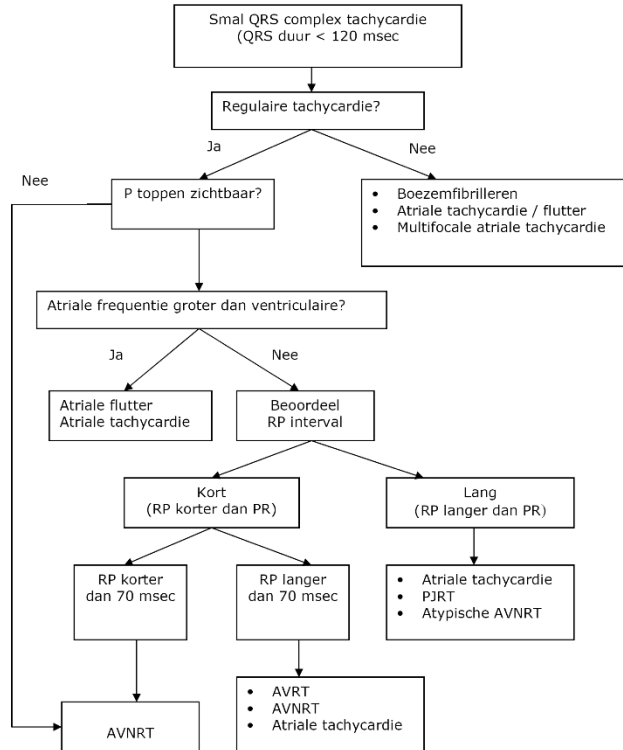 Smal QRS complex tachycardie
(QRS duur < 120 msec
Regulaire tachycardie?
Ja
Nee
Nee
P toppen zichtbaar?
• Boezemfibrilleren
• Atriale tachycardie / flutter
• Multifocale atriale tachycardie
Atriale frequentie groter dan ventriculaire?
Ja
Nee
Atriale flutter
Atriale tachycardie
Beoordeel
RP interval
Kort
(RP korter dan PR)
Lang
(RP langer dan PR)
RP korter
dan 70 msec
RP langer
dan 70 msec
• Atriale tachycardie
• PJRT
• Atypische AVNRT
• AVRT
• AVNRT
• Atriale tachycardie
AVNRT